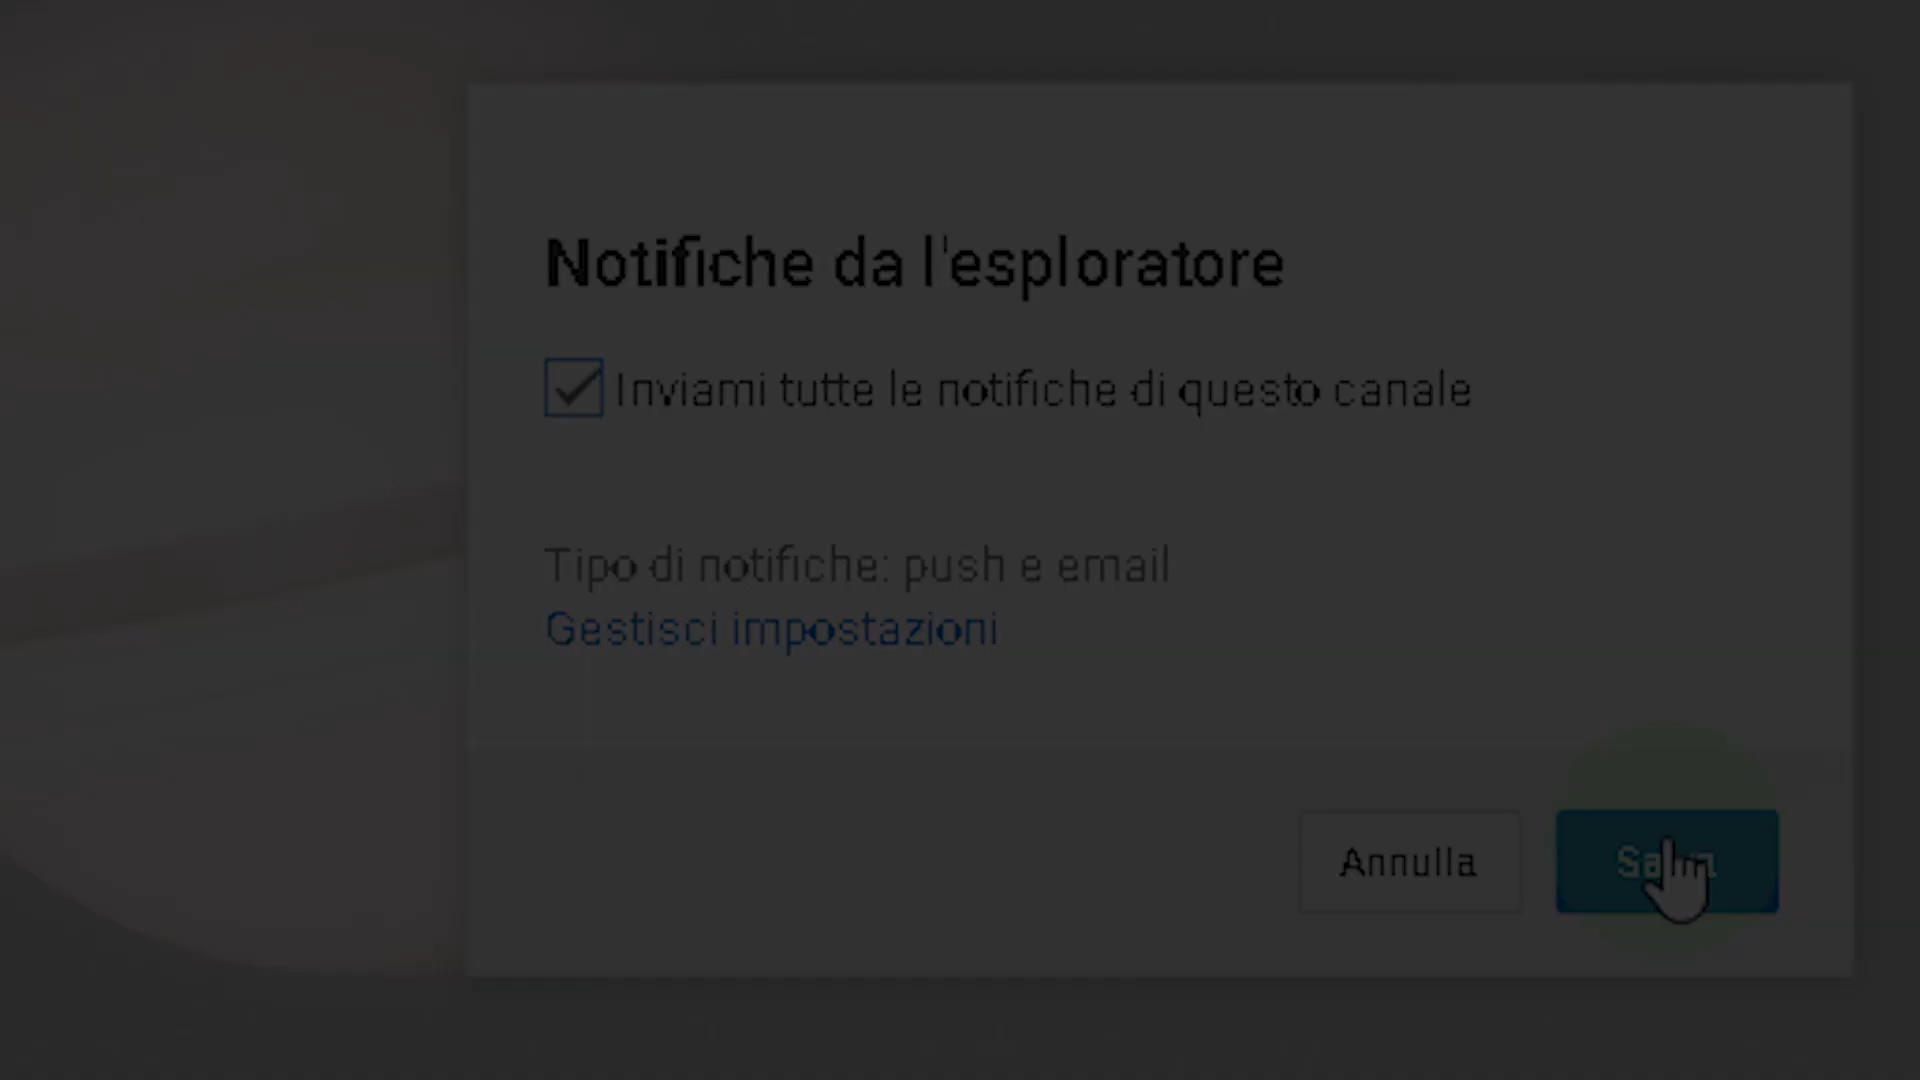 Notifiche da l'esploratore
Inviami tutte le notifiche di questo canale
Tipo di notifiche: push e email
Gestisci impostazioni
Annulla